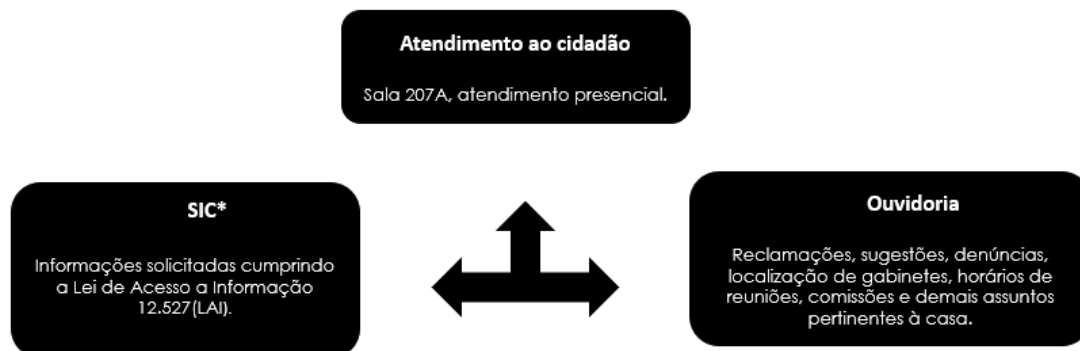 Atendimento ao cidadão
Sala 207A, atendimento presencial.
SIC*
Informações solicitadas cumprindo
a Lei de Acesso a Informação
12.527(LAI).
Ouvidoria
Reclamações, sugestões, denúncias,
localização de gabinetes, horários de
reuniões, comissões e demais assuntos
pertinentes à casa.